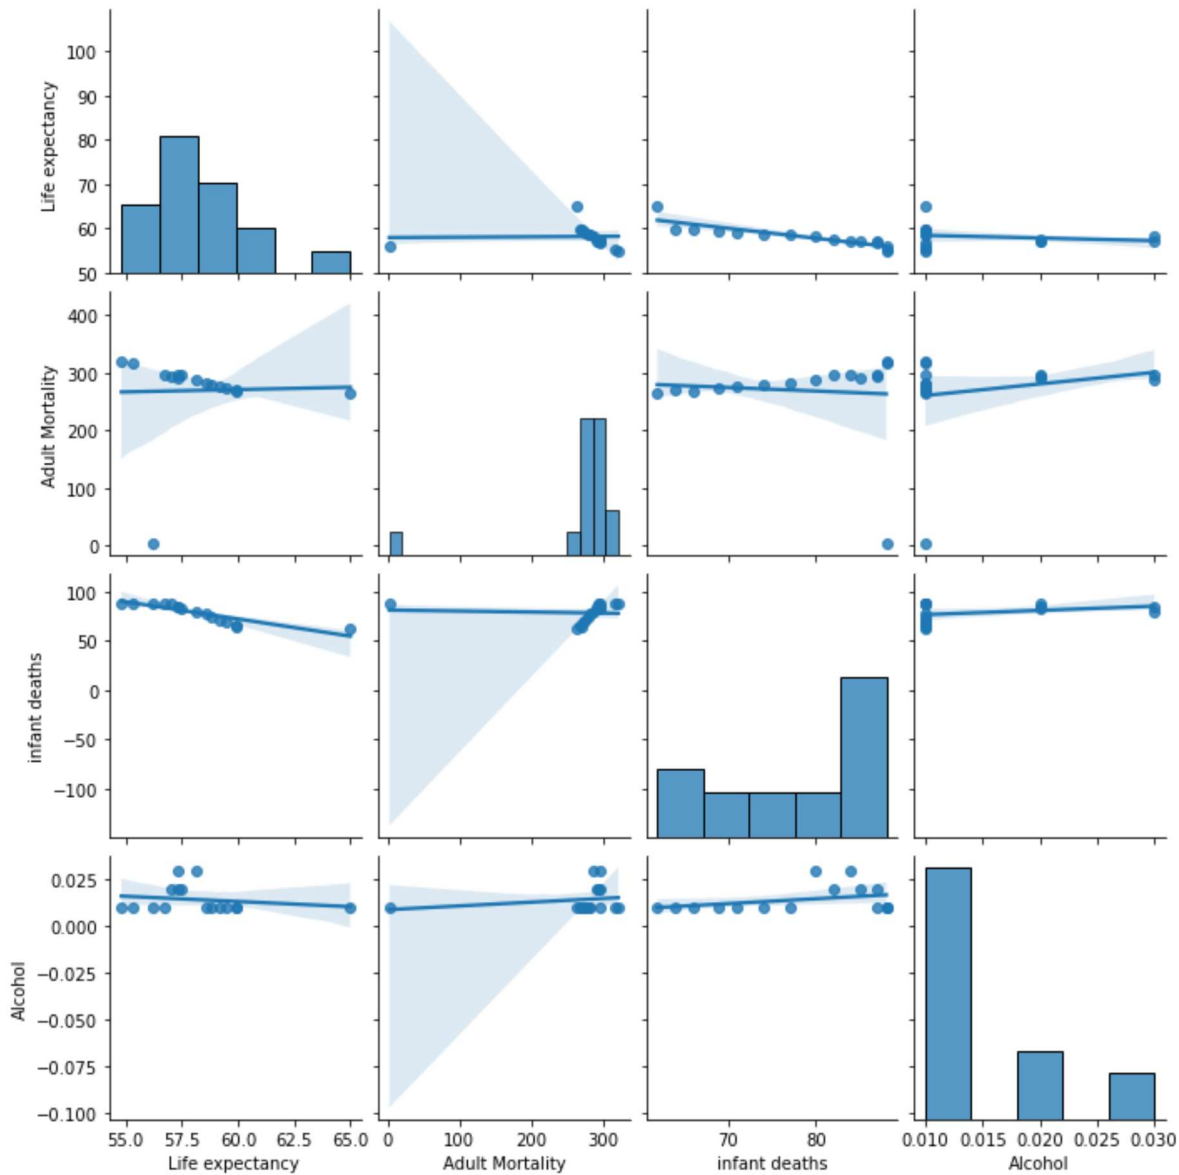 100
90
80
70
60
50
Life expectancy
400
300
200
100
0
Adult Mortality
100
50
0
−50
−100
infant deaths
0.025
0.000
−0.025
−0.050
−0.075
−0.100
Alcohol
55.0 57.5 60.0 62.5 65.0
Life expectancy
0 100 200 300
Adult Mortality
70 80
infant deaths
0.010 0.015 0.020 0.025 0.030
Alcohol